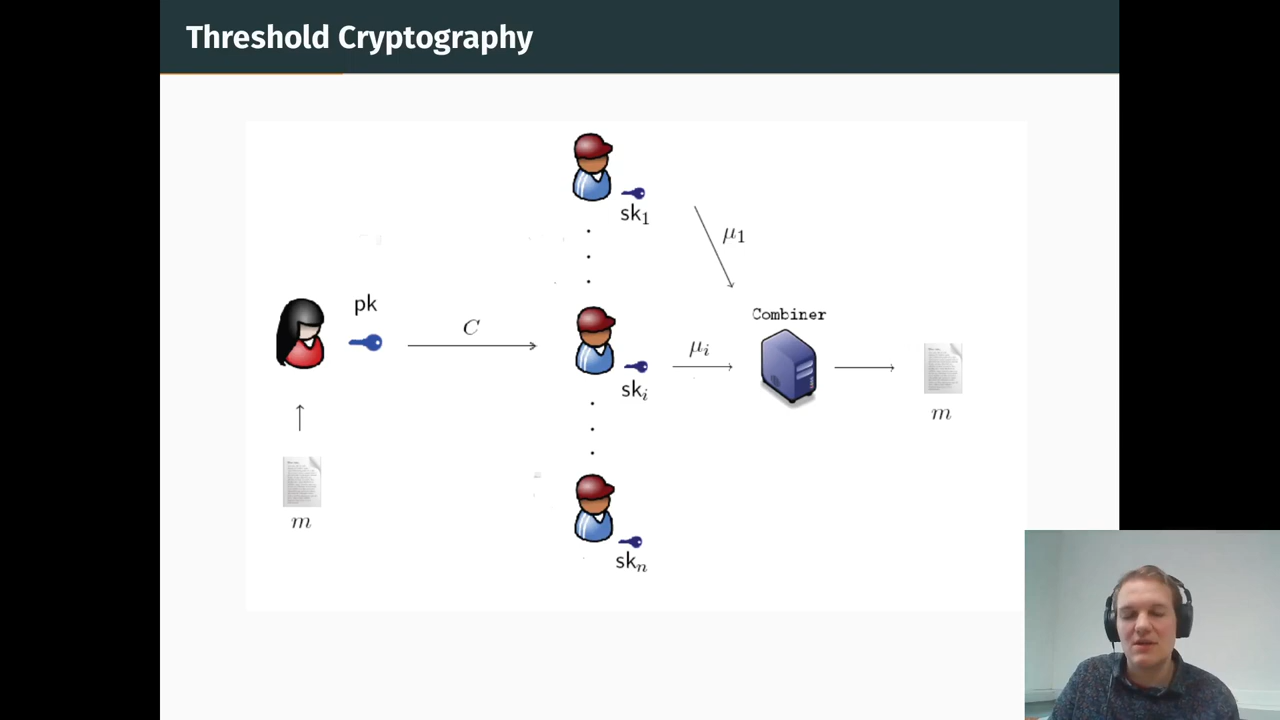 Threshold Cryptography
sk₁
μ₁
pk
C
Combiner
μᵢ
skᵢ
m
m
skₙ